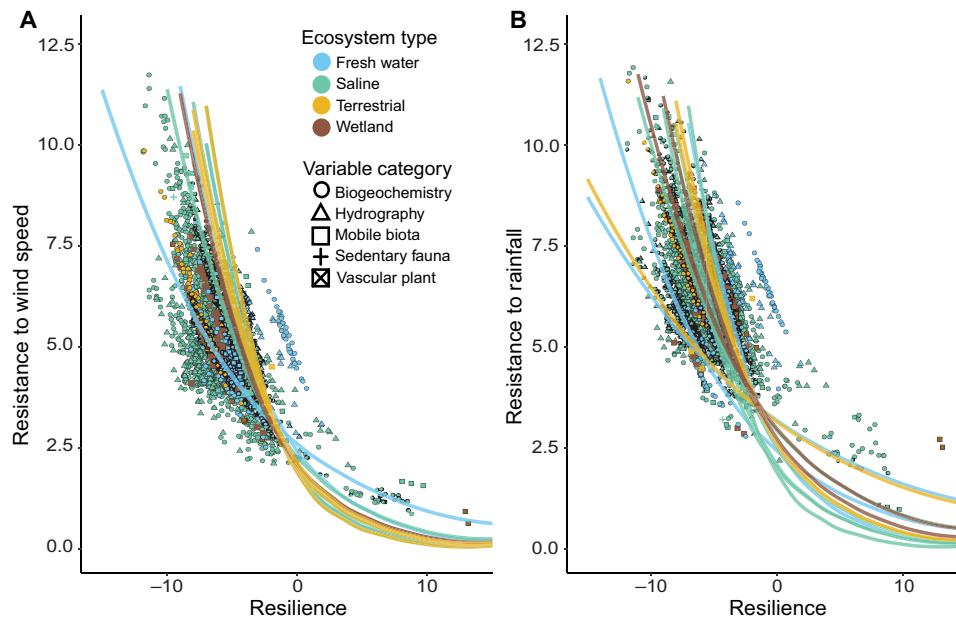 A
B
Ecosystem type
Fresh water
Saline
Terrestrial
Wetland
Variable category
Biogeochemistry
Hydrography
Mobile biota
Sedentary fauna
Vascular plant
Resistance to wind speed
12.5
10.0
7.5
5.0
2.5
0.0
−10
0
10
Resilience
Resistance to rainfall
12.5
10.0
7.5
5.0
2.5
0.0
−10
0
10
Resilience